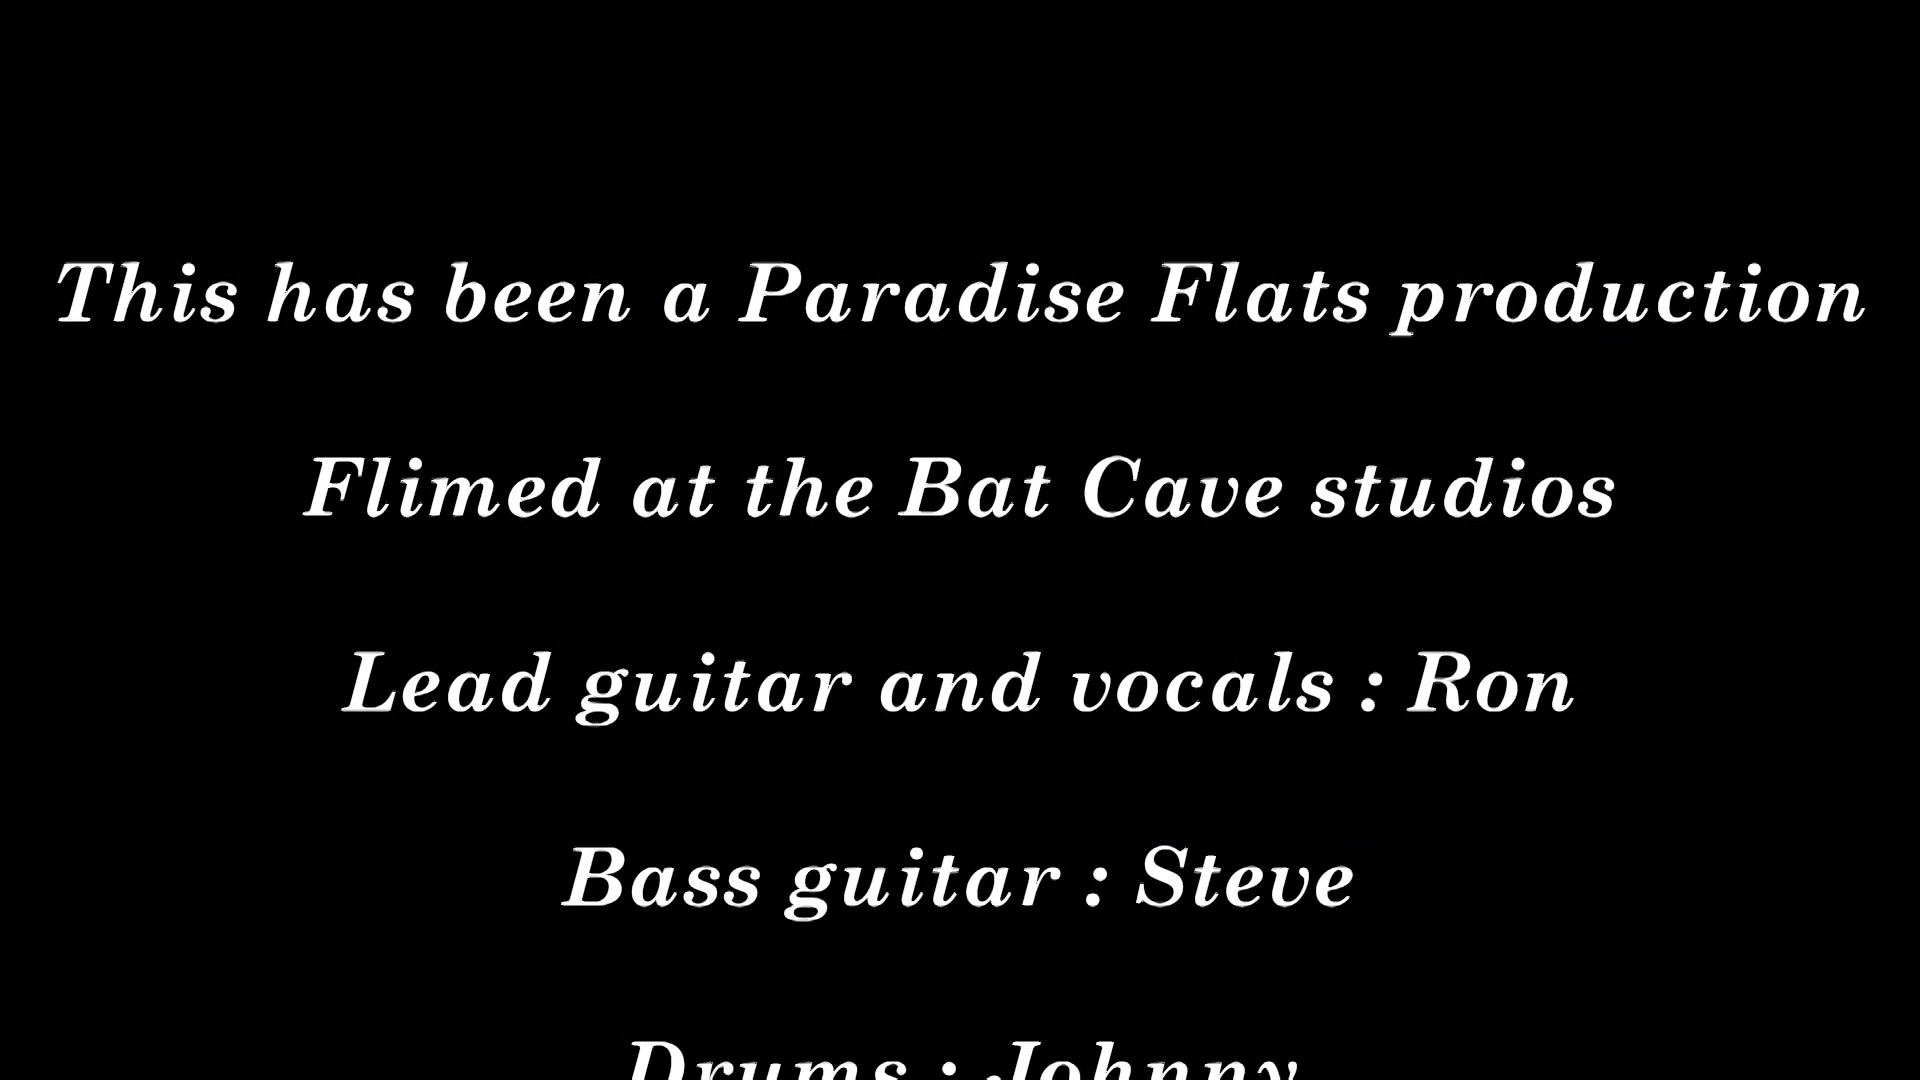 This has been a Paradise Flats production
Flimed at the Bat Cave studios
Lead guitar and vocals : Ron
Bass guitar : Steve
Drums : Johnny